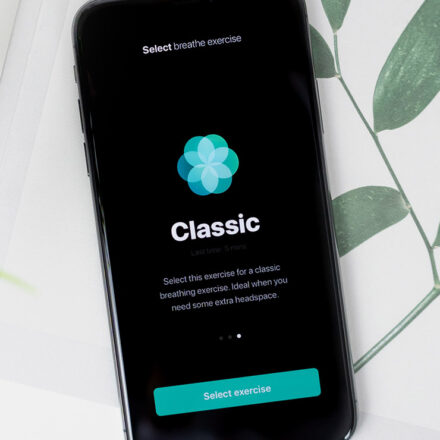 Select breathe exercise
Classic
Last time: 5 mins
Select this exercise for a classic
breathing exercise. Ideal when you
need some extra headspace.
Select exercise